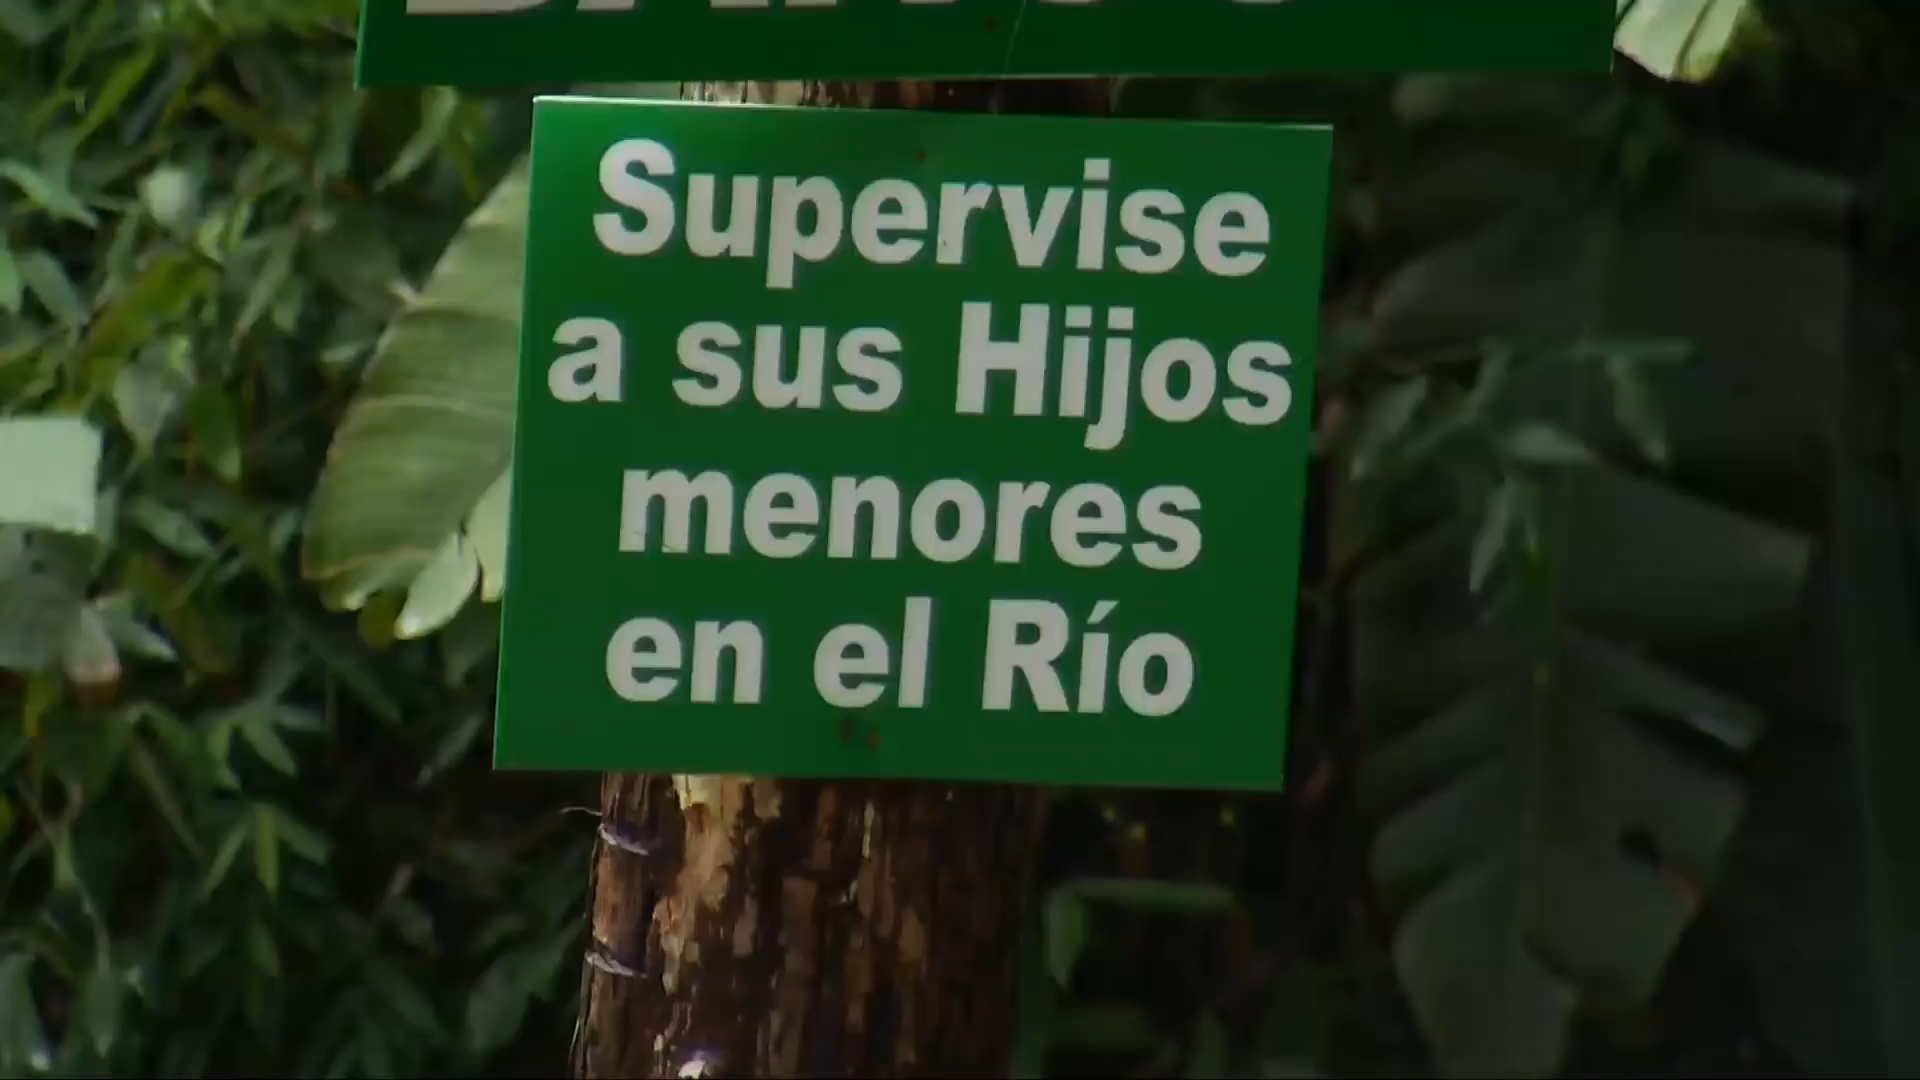 Supervise
a sus Hijos
menores
en el Río